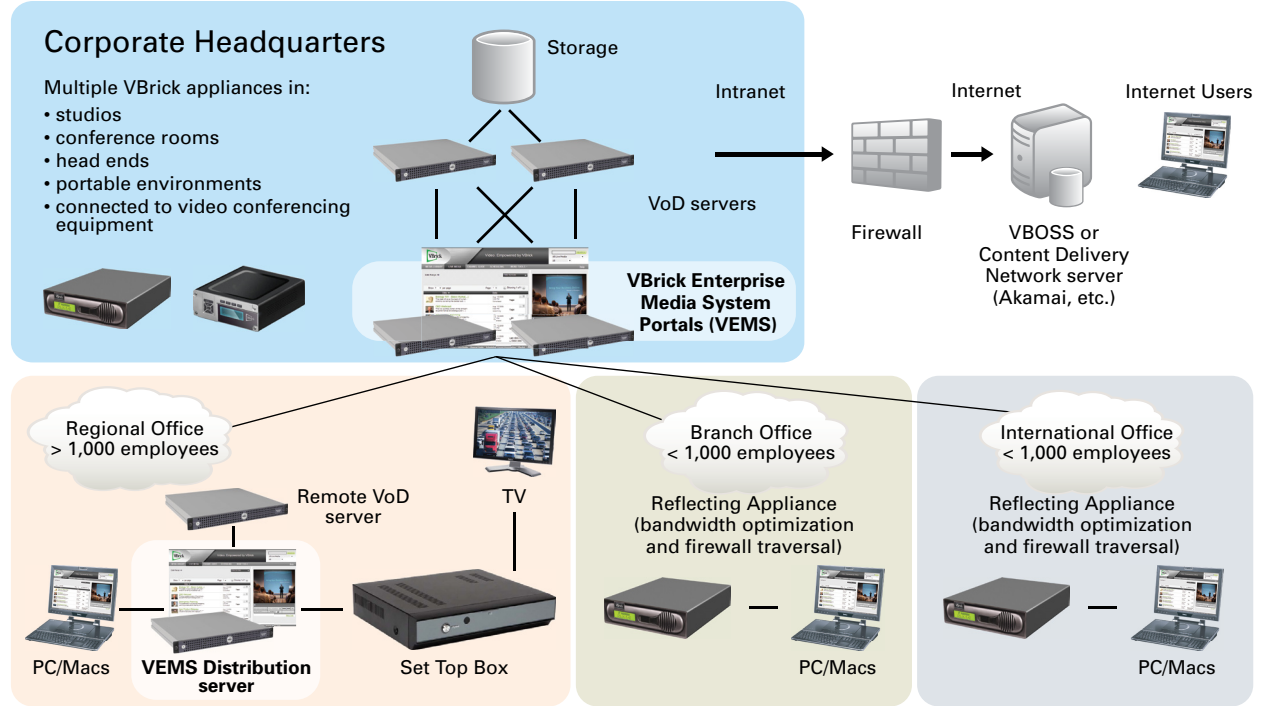 Corporate Headquarters
Multiple VBrick appliances in:
• studios
• conference rooms
• head ends
• portable environments
• connected to video conferencing
equipment
Storage
VoD servers
VBrick Enterprise
Media System
Portals (VEMS)
Intranet
Firewall
Internet
VBOSS or
Content Delivery
Network server
(Akamai, etc.)
Internet Users
Regional Office
> 1,000 employees
Remote VoD
server
TV
PC/Macs
VEMS Distribution
server
Set Top Box
Branch Office
< 1,000 employees
Reflecting Appliance
(bandwidth optimization
and firewall traversal)
PC/Macs
International Office
< 1,000 employees
Reflecting Appliance
(bandwidth optimization
and firewall traversal)
PC/Macs